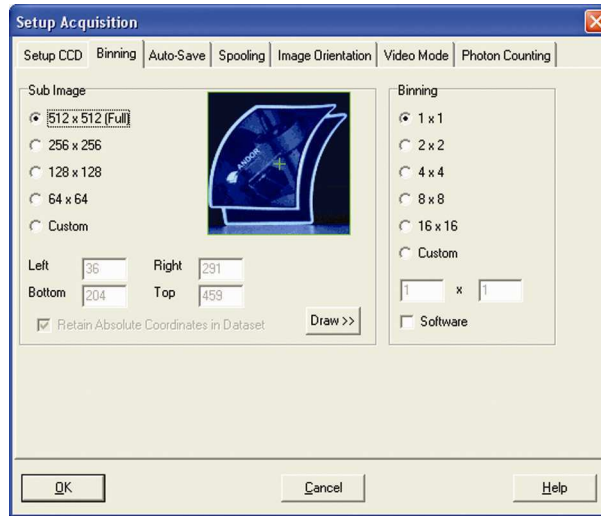 Setup Acquisition
Setup CCD Binning Auto-Save Spooling Image Orientation Video Mode Photon Counting
Sub Image
512 x 512 (Full)
256 x 256
128 x 128
64 x 64
Custom
ANDOR
Left 36 Right 291
Bottom 204 Top 459
Retain Absolute Coordinates in Dataset
Draw >>
Binning
1 x 1
2 x 2
4 x 4
8 x 8
16 x 16
Custom
1 x 1
Software
OK Cancel Help